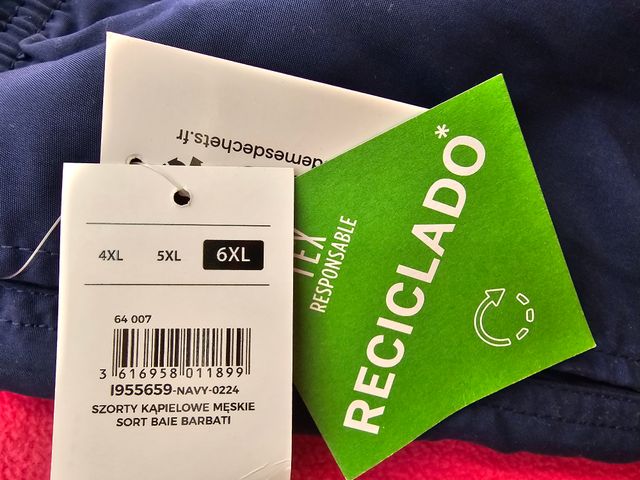 demesdechets.fr
4XL 5XL 6XL
64 007
3 616958 011899
I955659-NAVY-0224
SZORTY KĄPIELOWE MĘSKIE
SORT BAIE BARBATI
TEX
RESPONSABLE
RECICLADO*